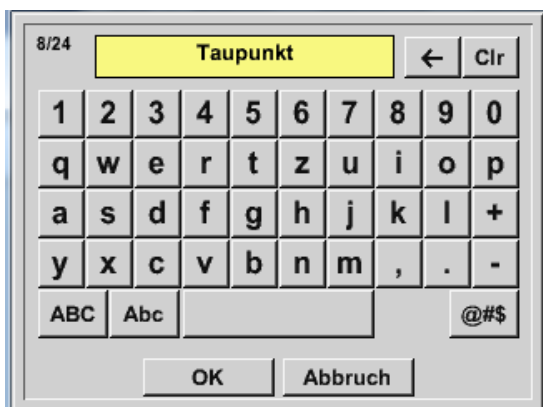 8/24 Taupunkt ← Clr
1 2 3 4 5 6 7 8 9 0
q w e r t z u i o p
a s d f g h j k l +
y x c v b n m , . -
ABC Abc @#$
OK Abbruch